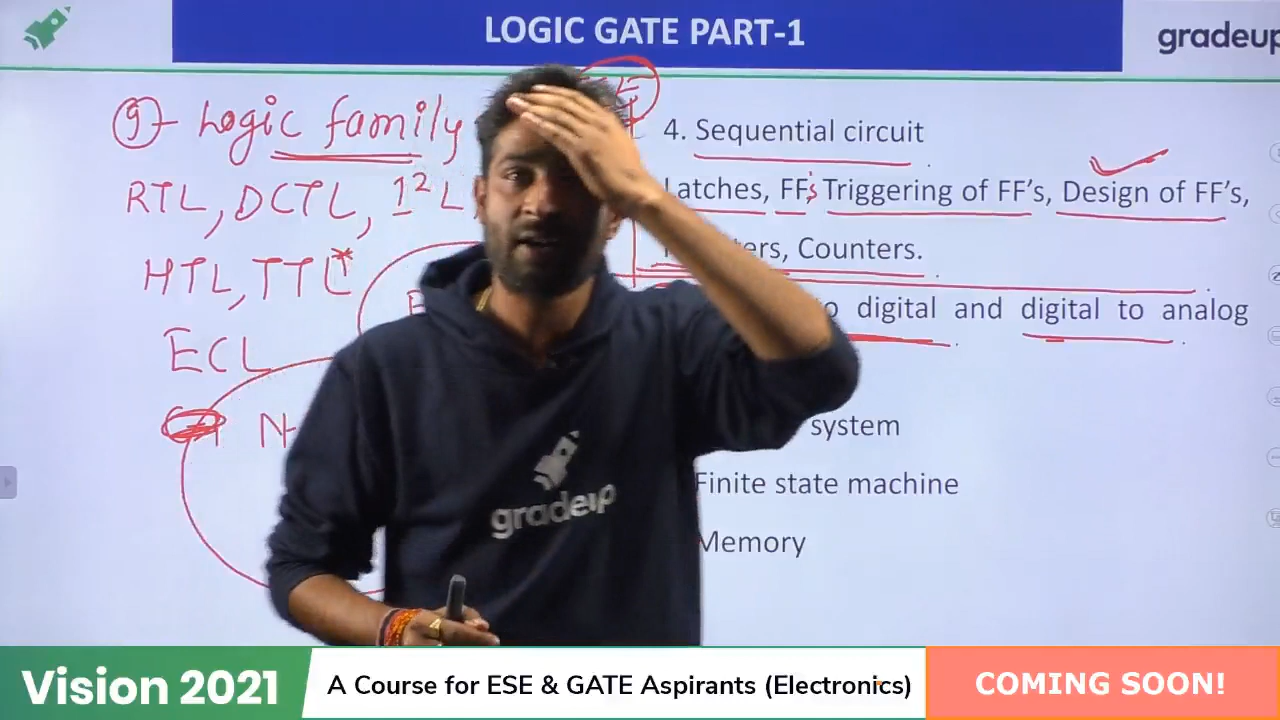 LOGIC GATE PART-1
gradeup
9- Logic family
RTL, DCTL, I²L,
HTL, TTL*
ECL
N-
4. Sequential circuit
Latches, FF's Triggering of FF's, Design of FF's,
Counters.
digital and digital to analog
system
Finite state machine
Memory
gradeup
Vision 2021
A Course for ESE & GATE Aspirants (Electronics)
COMING SOON!